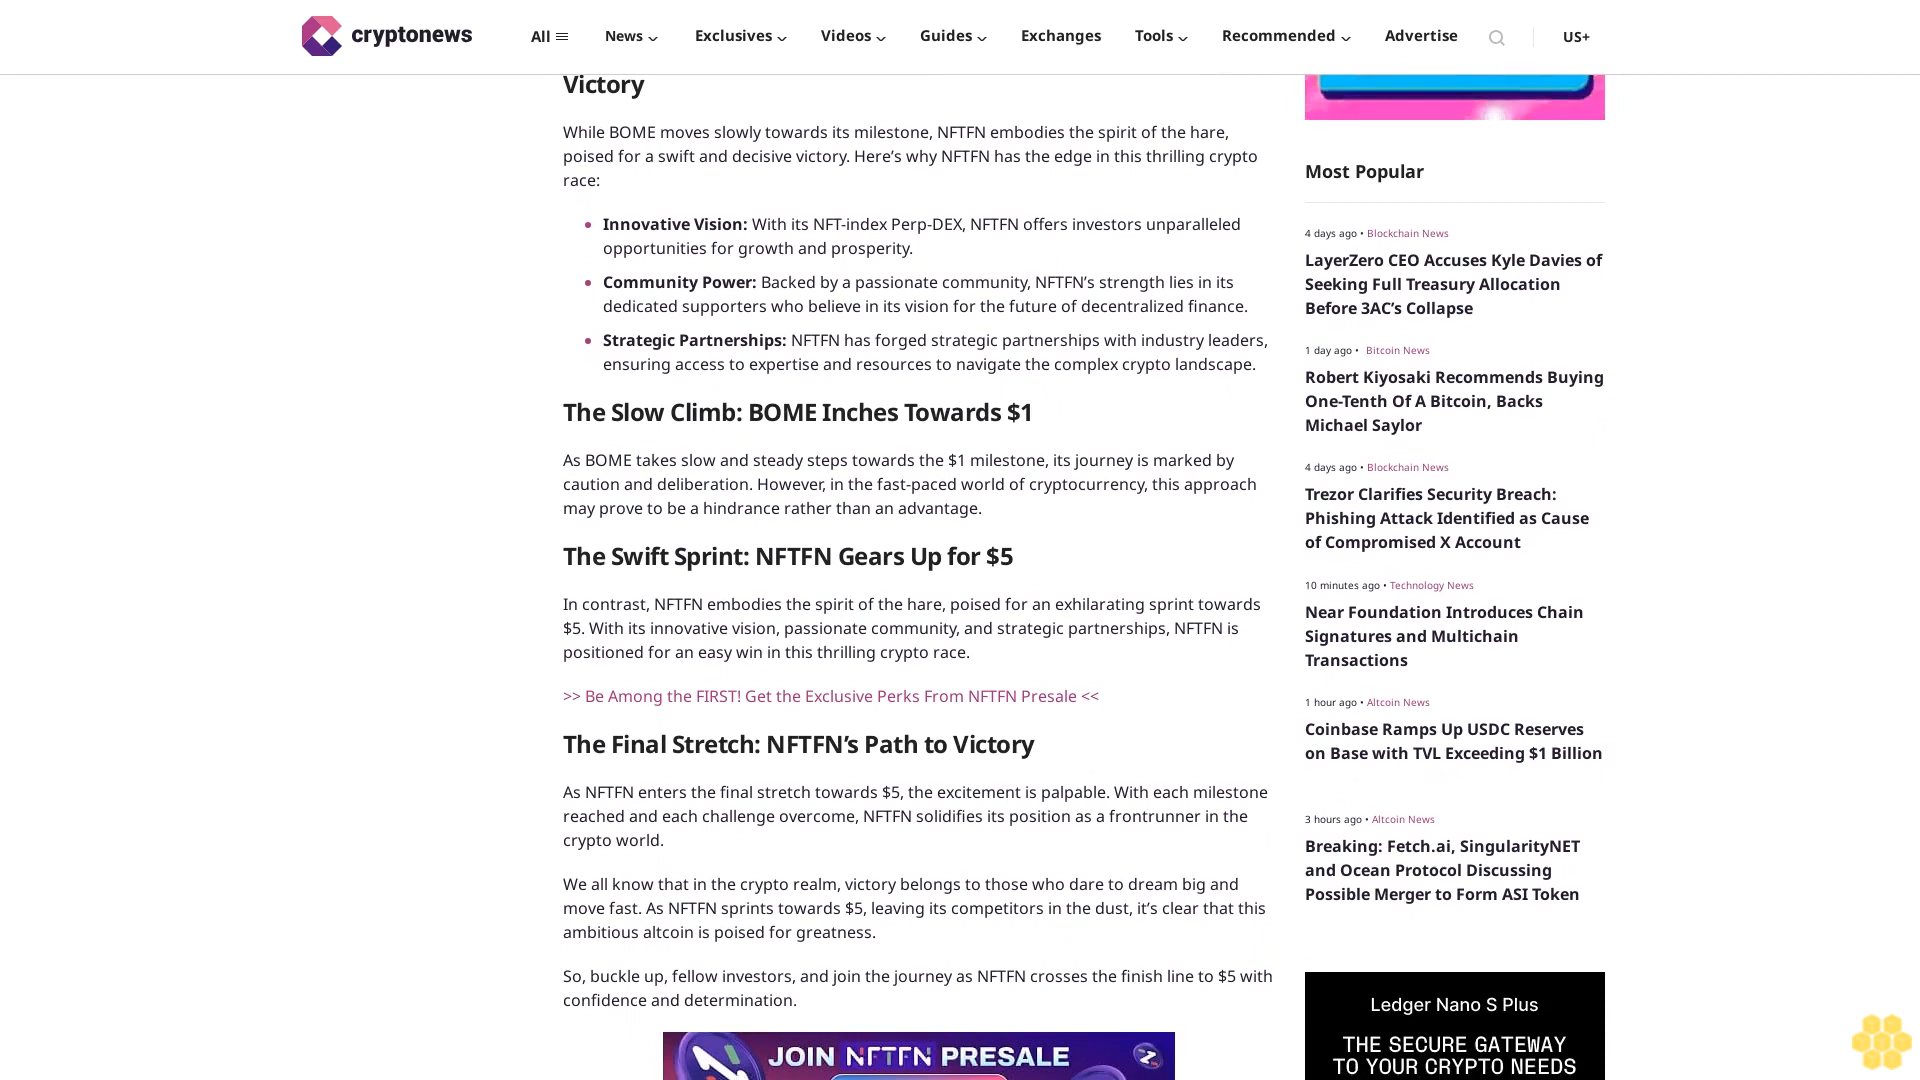 cryptonews
All
News
Exclusives
Videos
Guides
Exchanges
Tools
Recommended
Advertise
US+
Victory
While BOME moves slowly towards its milestone, NFTFN embodies the spirit of the hare,
poised for a swift and decisive victory. Here’s why NFTFN has the edge in this thrilling crypto
race:
Innovative Vision: With its NFT-index Perp-DEX, NFTFN offers investors unparalleled
opportunities for growth and prosperity.
Community Power: Backed by a passionate community, NFTFN’s strength lies in its
dedicated supporters who believe in its vision for the future of decentralized finance.
Strategic Partnerships: NFTFN has forged strategic partnerships with industry leaders,
ensuring access to expertise and resources to navigate the complex crypto landscape.
The Slow Climb: BOME Inches Towards $1
As BOME takes slow and steady steps towards the $1 milestone, its journey is marked by
caution and deliberation. However, in the fast-paced world of cryptocurrency, this approach
may prove to be a hindrance rather than an advantage.
The Swift Sprint: NFTFN Gears Up for $5
In contrast, NFTFN embodies the spirit of the hare, poised for an exhilarating sprint towards
$5. With its innovative vision, passionate community, and strategic partnerships, NFTFN is
positioned for an easy win in this thrilling crypto race.
>> Be Among the FIRST! Get the Exclusive Perks From NFTFN Presale <<
The Final Stretch: NFTFN’s Path to Victory
As NFTFN enters the final stretch towards $5, the excitement is palpable. With each milestone
reached and each challenge overcome, NFTFN solidifies its position as a frontrunner in the
crypto world.
We all know that in the crypto realm, victory belongs to those who dare to dream big and
move fast. As NFTFN sprints towards $5, leaving its competitors in the dust, it’s clear that this
ambitious altcoin is poised for greatness.
So, buckle up, fellow investors, and join the journey as NFTFN crosses the finish line to $5 with
confidence and determination.
JOIN NFTFN PRESALE
Most Popular
4 days ago • Blockchain News
LayerZero CEO Accuses Kyle Davies of
Seeking Full Treasury Allocation
Before 3AC’s Collapse
1 day ago • Bitcoin News
Robert Kiyosaki Recommends Buying
One-Tenth Of A Bitcoin, Backs
Michael Saylor
4 days ago • Blockchain News
Trezor Clarifies Security Breach:
Phishing Attack Identified as Cause
of Compromised X Account
10 minutes ago • Technology News
Near Foundation Introduces Chain
Signatures and Multichain
Transactions
1 hour ago • Altcoin News
Coinbase Ramps Up USDC Reserves
on Base with TVL Exceeding $1 Billion
3 hours ago • Altcoin News
Breaking: Fetch.ai, SingularityNET
and Ocean Protocol Discussing
Possible Merger to Form ASI Token
Ledger Nano S Plus
THE SECURE GATEWAY
TO YOUR CRYPTO NEEDS